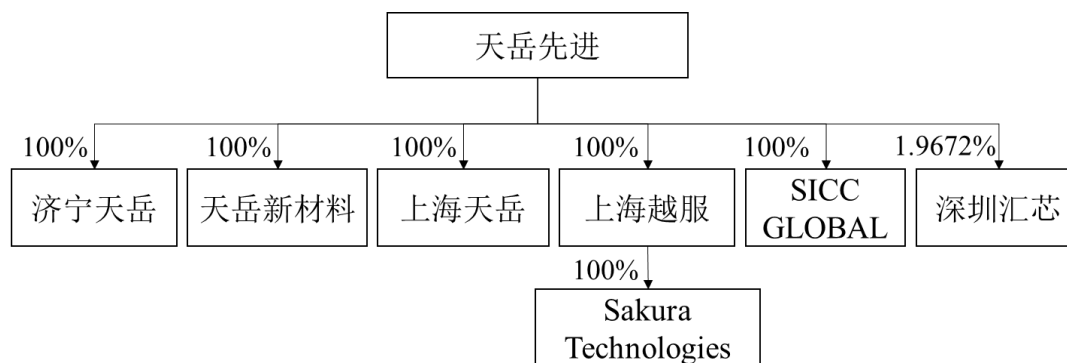 天岳先进
100%
100%
100%
100%
100%
1.9672%
济宁天岳
天岳新材料
上海天岳
上海越服
SICC
GLOBAL
深圳汇芯
100%
Sakura
Technologies